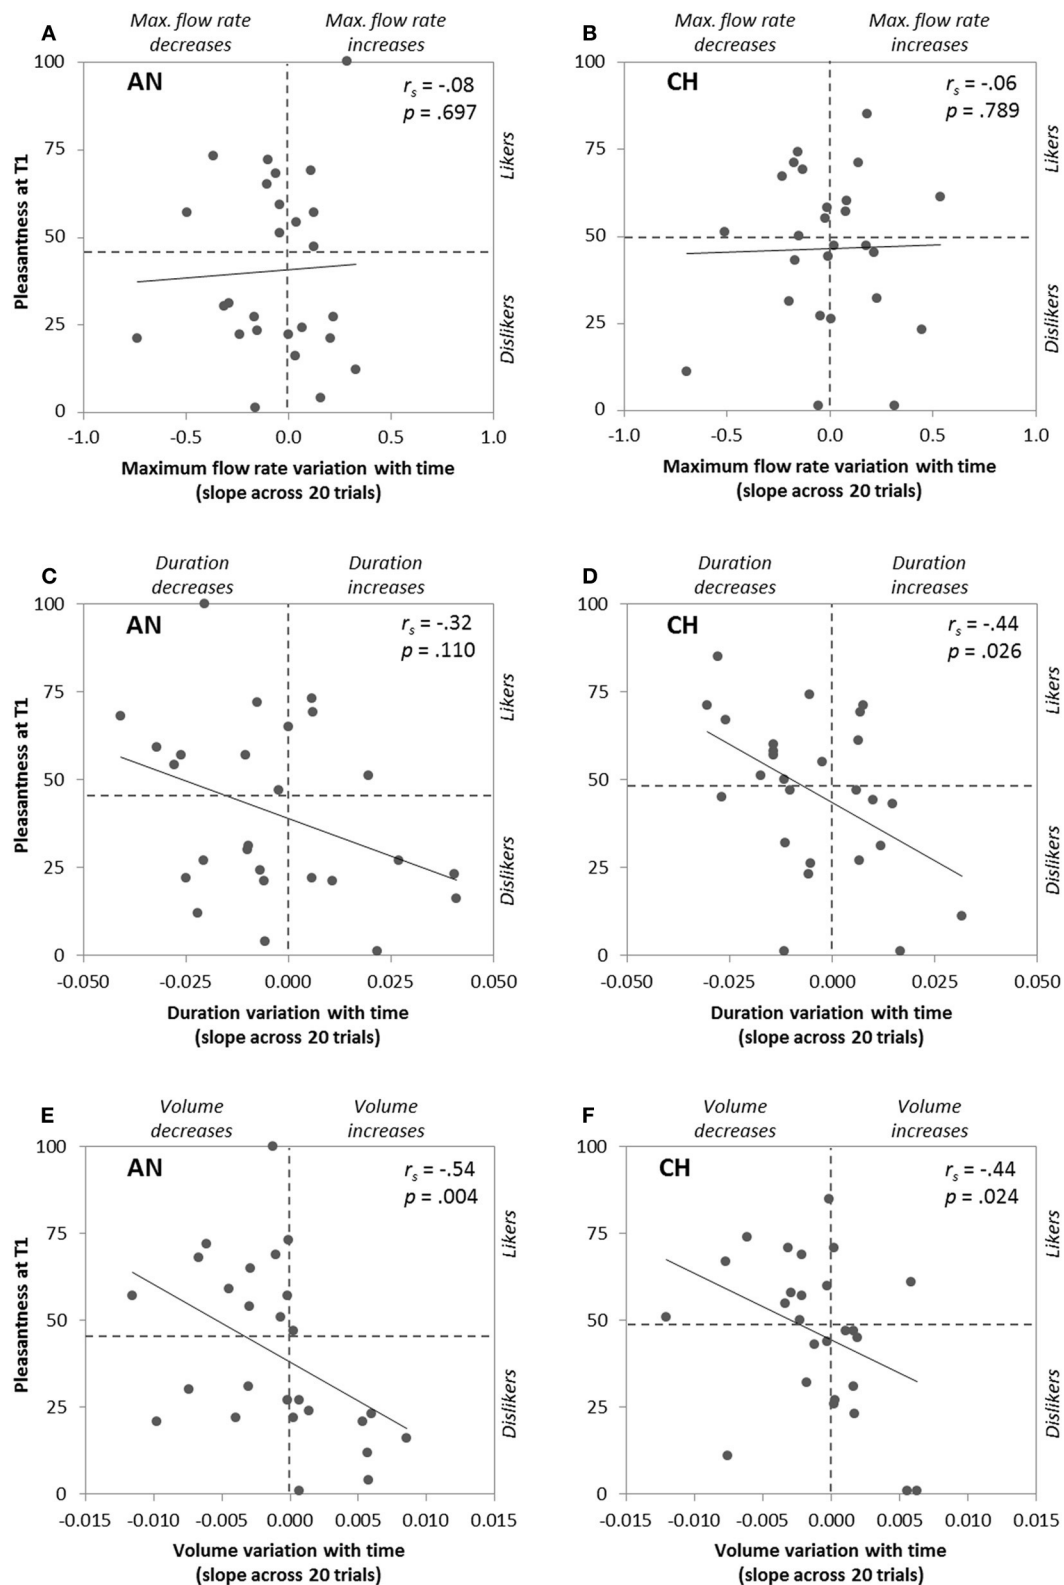 A
Max. flow rate
decreases
Max. flow rate
increases
AN
r_s = -.08
p = .697
100
75
50
25
0
Pleasantness at T1
Likers
Dislikers
-1.0
-0.5
0.0
0.5
1.0
Maximum flow rate variation with time
(slope across 20 trials)
B
Max. flow rate
decreases
Max. flow rate
increases
CH
r_s = -.06
p = .789
100
75
50
25
0
Likers
Dislikers
-1.0
-0.5
0.0
0.5
1.0
Maximum flow rate variation with time
(slope across 20 trials)
C
Duration
decreases
Duration
increases
AN
r_s = -.32
p = .110
100
75
50
25
0
Pleasantness at T1
Likers
Dislikers
-0.050
-0.025
0.000
0.025
0.050
Duration variation with time
(slope across 20 trials)
D
Duration
decreases
Duration
increases
CH
r_s = -.44
p = .026
100
75
50
25
0
Likers
Dislikers
-0.050
-0.025
0.000
0.025
0.050
Duration variation with time
(slope across 20 trials)
E
Volume
decreases
Volume
increases
AN
r_s = -.54
p = .004
100
75
50
25
0
Pleasantness at T1
Likers
Dislikers
-0.015
-0.010
-0.005
0.000
0.005
0.010
0.015
Volume variation with time
(slope across 20 trials)
F
Volume
decreases
Volume
increases
CH
r_s = -.44
p = .024
100
75
50
25
0
Likers
Dislikers
-0.015
-0.010
-0.005
0.000
0.005
0.010
0.015
Volume variation with time
(slope across 20 trials)